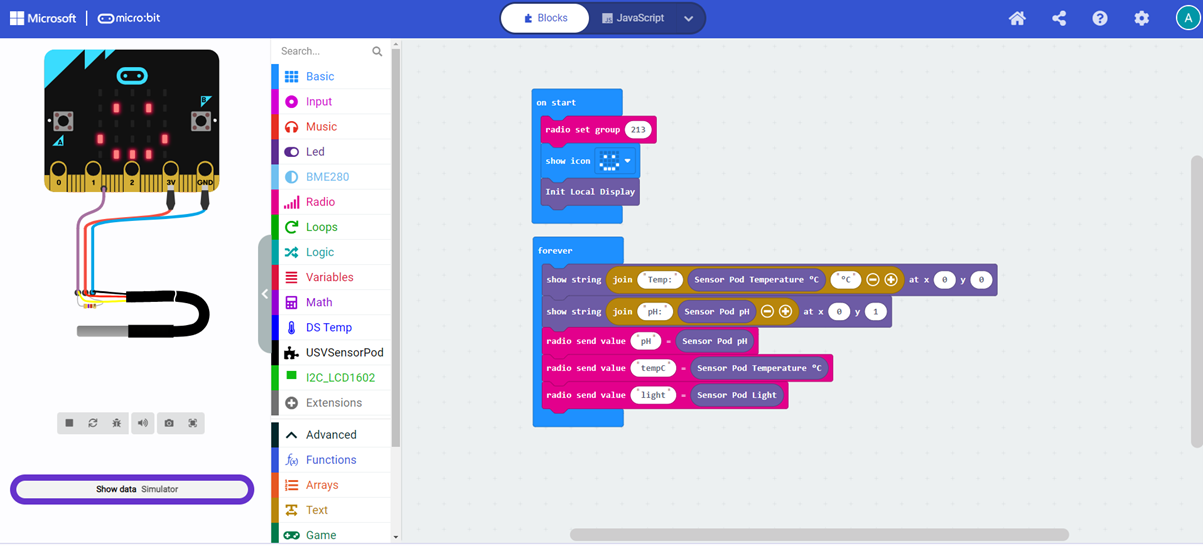 Microsoft micro:bit Blocks JavaScript A
B
A
0 1 2 3V GND
Show data Simulator
Search...
Basic
Input
Music
Led
BME280
Radio
Loops
Logic
Variables
Math
DS Temp
USVSensorPod
I2C_LCD1602
Extensions
Advanced
f(x) Functions
Arrays
Text
Game
on start
radio set group 213
show icon
Init Local Display
forever
show string join "Temp:" Sensor Pod Temperature °C "°C" at x 0 y 0
show string join "pH:" Sensor Pod pH at x 0 y 1
radio send value "pH" = Sensor Pod pH
radio send value "tempC" = Sensor Pod Temperature °C
radio send value "light" = Sensor Pod Light